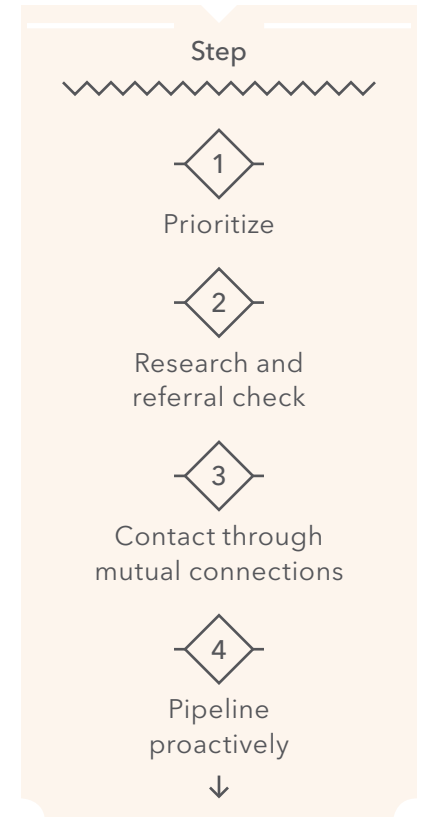 Step
1
Prioritize
2
Research and
referral check
3
Contact through
mutual connections
4
Pipeline
proactively